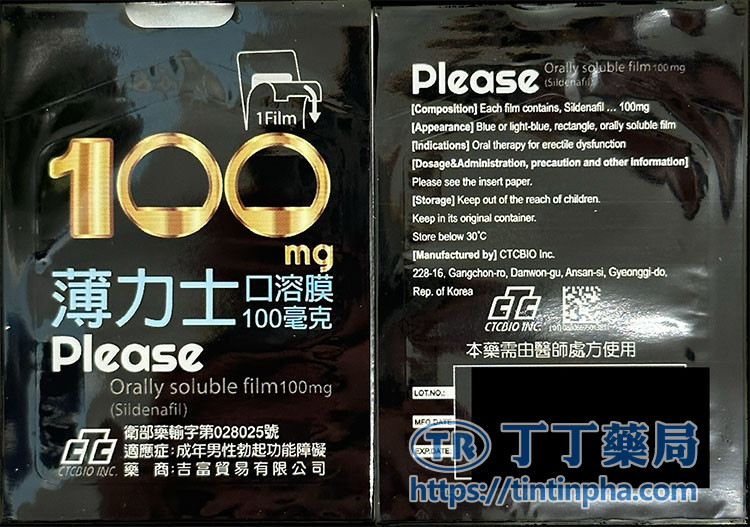 1Film
100
mg
薄力士口溶膜
100毫克
Please
Orally soluble film100mg
(Sildenafil)
CTC
CTCBIO INC.
衛部藥輸字第028025號
適應症:成年男性勃起功能障礙
藥 商:吉富貿易有限公司
Please Orally soluble film100mg
(Sildenafil)
[Composition] Each film contains, Sildenafil ... 100mg
[Appearance] Blue or light-blue, rectangle, orally soluble film
[Indications] Oral therapy for erectile dysfunction
[Dosage&Administration, precaution and other information]
Please see the insert paper.
[Storage] Keep out of the reach of children.
Keep in its original container.
Store below 30℃
[Manufactured by] CTCBIO Inc.
228-16, Gangchon-ro, Danwon-gu, Ansan-si, Gyeonggi-do,
Rep. of Korea
CTC
CTCBIO INC.
本藥需由醫師處方使用
LOT.NO.:
MFG.DATE:
EXP.DATE:
TR 丁丁藥局
https://tintinpha.com